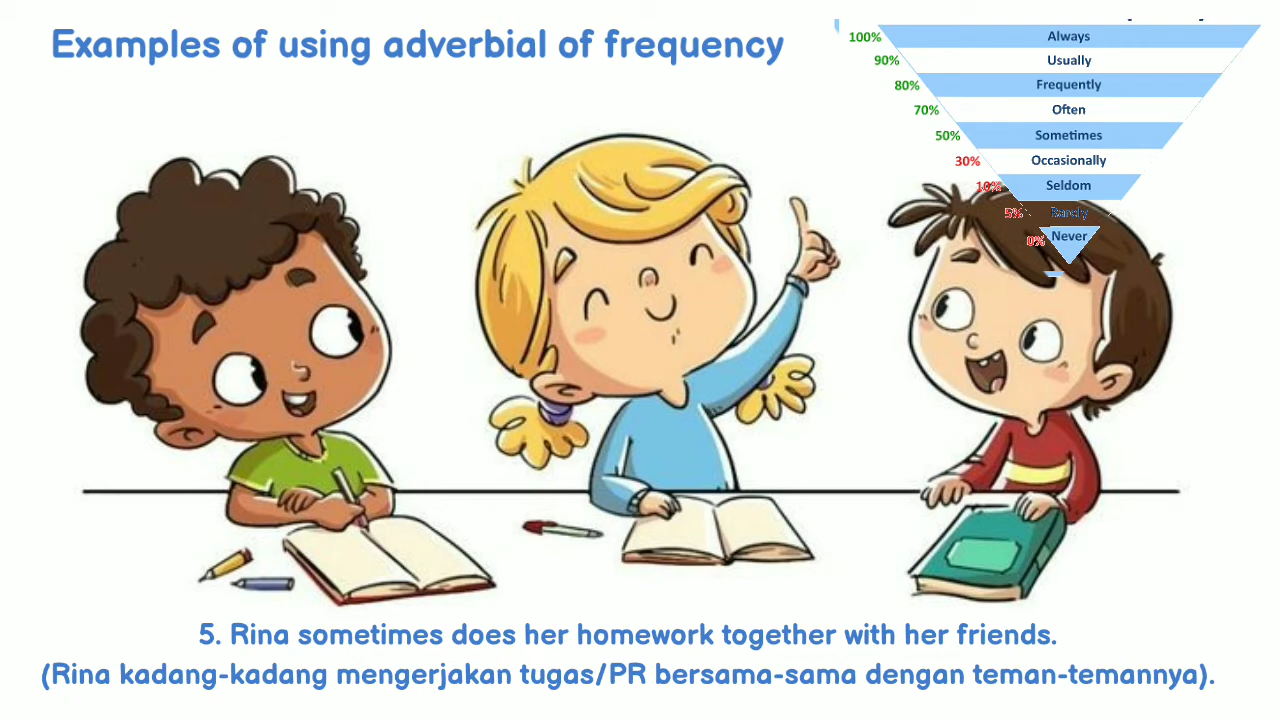 Examples of using adverbial of frequency
100% Always
90% Usually
80% Frequently
70% Often
50% Sometimes
30% Occasionally
10% Seldom
5% Rarely
0% Never
5. Rina sometimes does her homework together with her friends.
(Rina kadang-kadang mengerjakan tugas/PR bersama-sama dengan teman-temannya).